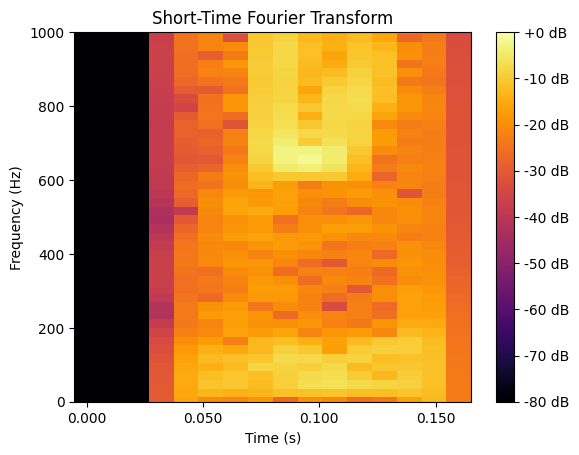 Short-Time Fourier Transform
1000
800
600
400
200
0
Frequency (Hz)
0.000
0.050
0.100
0.150
Time (s)
+0 dB
-10 dB
-20 dB
-30 dB
-40 dB
-50 dB
-60 dB
-70 dB
-80 dB